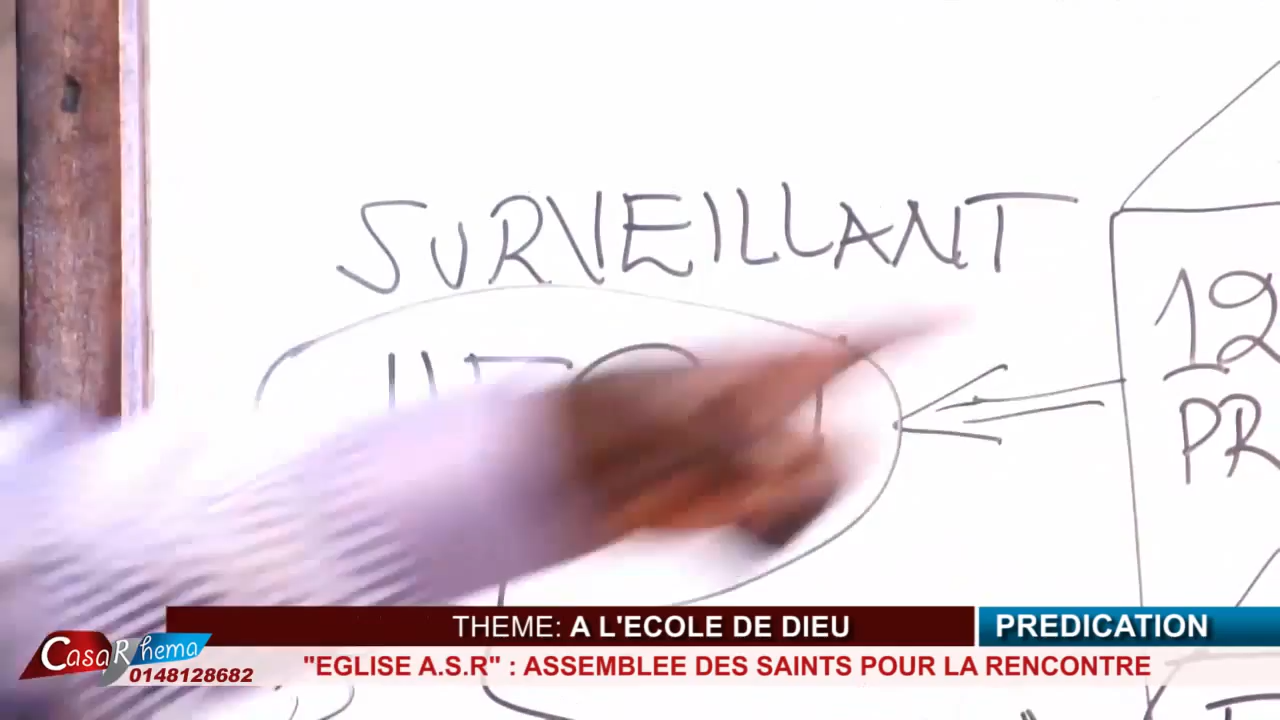 SURVEILLANT
12
PR
THEME: A L'ECOLE DE DIEU
PREDICATION
CasaRhema
0148128682
"EGLISE A.S.R" : ASSEMBLEE DES SAINTS POUR LA RENCONTRE